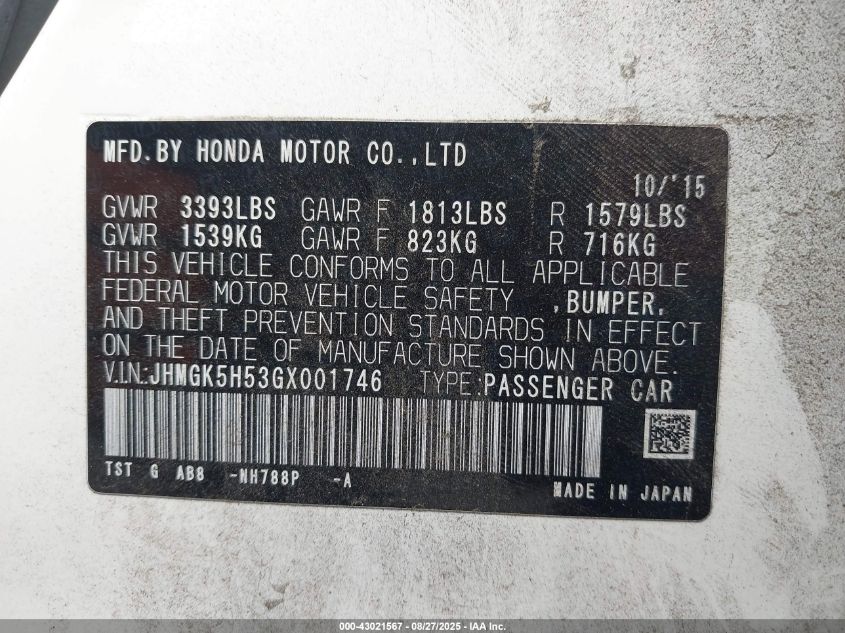 MFD.BY HONDA MOTOR CO.,LTD
10/'15
GVWR 3393LBS GAWR F 1813LBS R 1579LBS
GVWR 1539KG GAWR F 823KG R 716KG
THIS VEHICLE CONFORMS TO ALL APPLICABLE
FEDERAL MOTOR VEHICLE SAFETY ,BUMPER,
AND THEFT PREVENTION STANDARDS IN EFFECT
ON THE DATE OF MANUFACTURE SHOWN ABOVE.
V.IN:JHMGK5H53GX001746 TYPE:PASSENGER CAR
TST G AB8 -NH788P -A
MADE IN JAPAN
000-43021567 - 08/27/2025 - IAA Inc.